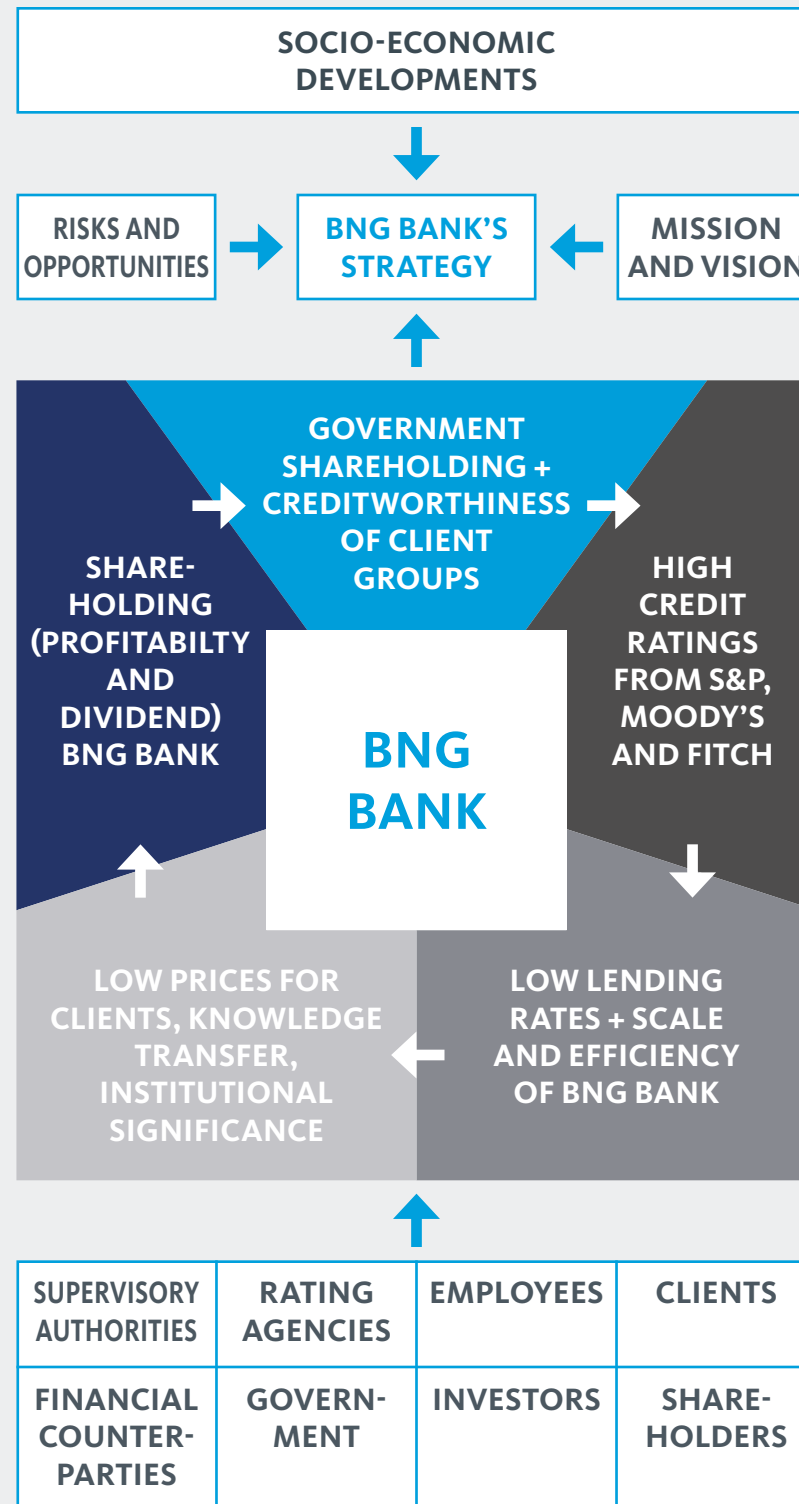 SOCIO-ECONOMIC
DEVELOPMENTS
RISKS AND
OPPORTUNITIES
BNG BANK’S
STRATEGY
MISSION
AND VISION
GOVERNMENT
SHAREHOLDING +
CREDITWORTHINESS
OF CLIENT
GROUPS
SHARE-
HOLDING
(PROFITABILTY
AND
DIVIDEND)
BNG BANK
HIGH
CREDIT
RATINGS
FROM S&P,
MOODY’S
AND FITCH
BNG
BANK
LOW PRICES FOR
CLIENTS, KNOWLEDGE
TRANSFER,
INSTITUTIONAL
SIGNIFICANCE
LOW LENDING
RATES + SCALE
AND EFFICIENCY
OF BNG BANK
SUPERVISORY
AUTHORITIES
RATING
AGENCIES
EMPLOYEES
CLIENTS
FINANCIAL
COUNTER-
PARTIES
GOVERN-
MENT
INVESTORS
SHARE-
HOLDERS